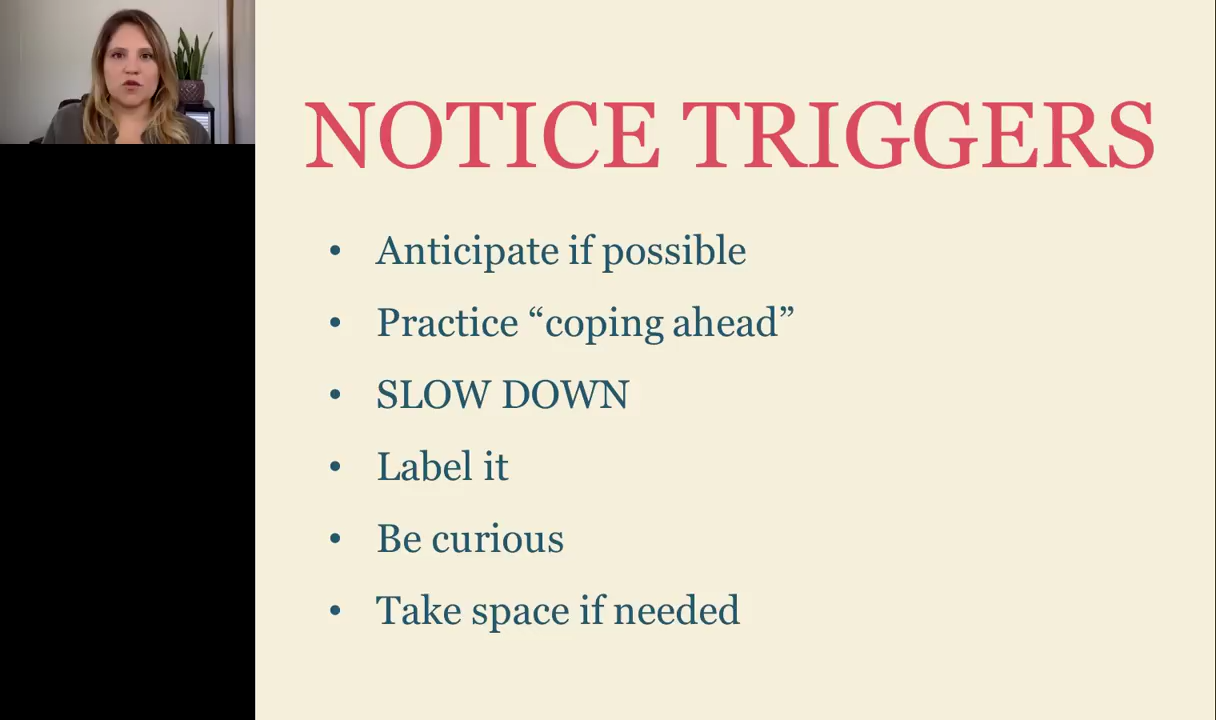 NOTICE TRIGGERS
• Anticipate if possible
• Practice “coping ahead”
• SLOW DOWN
• Label it
• Be curious
• Take space if needed